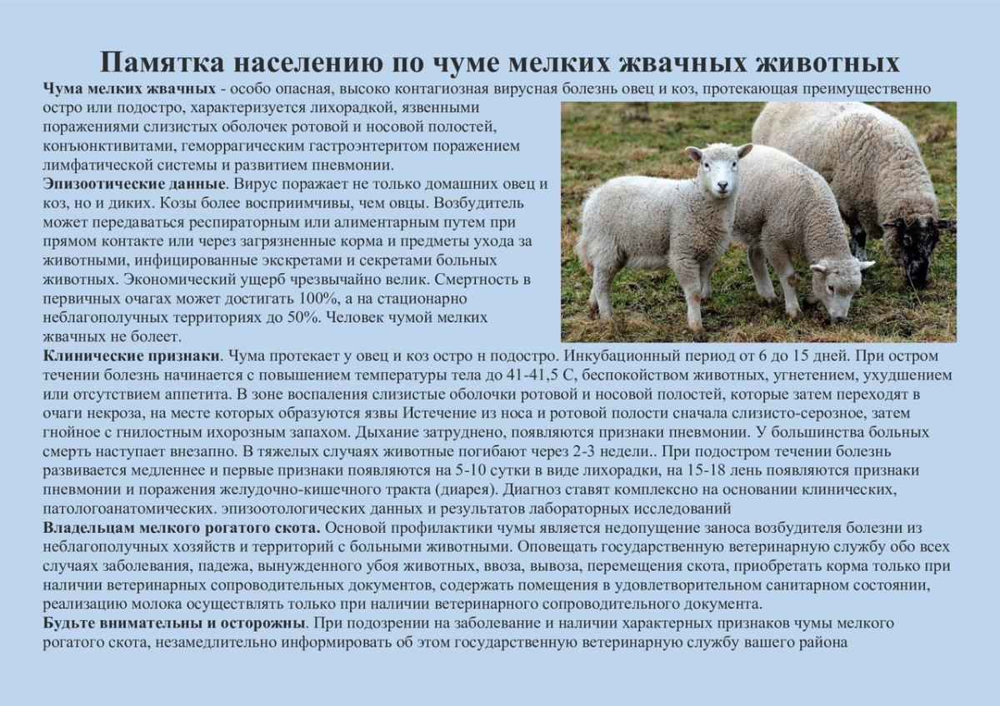 Памятка населению по чуме мелких жвачных животных
Чума мелких жвачных - особо опасная, высоко контагиозная вирусная болезнь овец и коз, протекающая преимущественно
остро или подостро, характеризуется лихорадкой, язвенными
поражениями слизистых оболочек ротовой и носовой полостей,
конъюнктивитами, геморрагическим гастроэнтеритом поражением
лимфатической системы и развитием пневмонии.
Эпизоотические данные. Вирус поражает не только домашних овец и
коз, но и диких. Козы более восприимчивы, чем овцы. Возбудитель
может передаваться респираторным или алиментарным путем при
прямом контакте или через загрязненные корма и предметы ухода за
животными, инфицированные экскретами и секретами больных
животных. Экономический ущерб чрезвычайно велик. Смертность в
первичных очагах может достигать 100%, а на стационарно
неблагополучных территориях до 50%. Человек чумой мелких
жвачных не болеет.
Клинические признаки. Чума протекает у овец и коз остро н подостро. Инкубационный период от 6 до 15 дней. При остром
течении болезнь начинается с повышением температуры тела до 41-41,5 С, беспокойством животных, угнетением, ухудшением
или отсутствием аппетита. В зоне воспаления слизистые оболочки ротовой и носовой полостей, которые затем переходят в
очаги некроза, на месте которых образуются язвы Истечение из носа и ротовой полости сначала слизисто-серозное, затем
гнойное с гнилостным ихорозным запахом. Дыхание затруднено, появляются признаки пневмонии. У большинства больных
смерть наступает внезапно. В тяжелых случаях животные погибают через 2-3 недели.. При подостром течении болезнь
развивается медленнее и первые признаки появляются на 5-10 сутки в виде лихорадки, на 15-18 лень появляются признаки
пневмонии и поражения желудочно-кишечного тракта (диарея). Диагноз ставят комплексно на основании клинических,
патологоанатомических. эпизоотологических данных и результатов лабораторных исследований
Владельцам мелкого рогатого скота. Основой профилактики чумы является недопущение заноса возбудителя болезни из
неблагополучных хозяйств и территорий с больными животными. Оповещать государственную ветеринарную службу обо всех
случаях заболевания, падежа, вынужденного убоя животных, ввоза, вывоза, перемещения скота, приобретать корма только при
наличии ветеринарных сопроводительных документов, содержать помещения в удовлетворительном санитарном состоянии,
реализацию молока осуществлять только при наличии ветеринарного сопроводительного документа.
Будьте внимательны и осторожны. При подозрении на заболевание и наличии характерных признаков чумы мелкого
рогатого скота, незамедлительно информировать об этом государственную ветеринарную службу вашего района